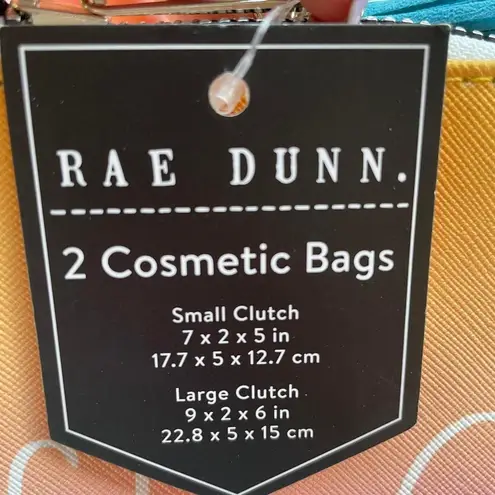 RAE DUNN.
2 Cosmetic Bags
Small Clutch
7 x 2 x 5 in
17.7 x 5 x 12.7 cm
Large Clutch
9 x 2 x 6 in
22.8 x 5 x 15 cm